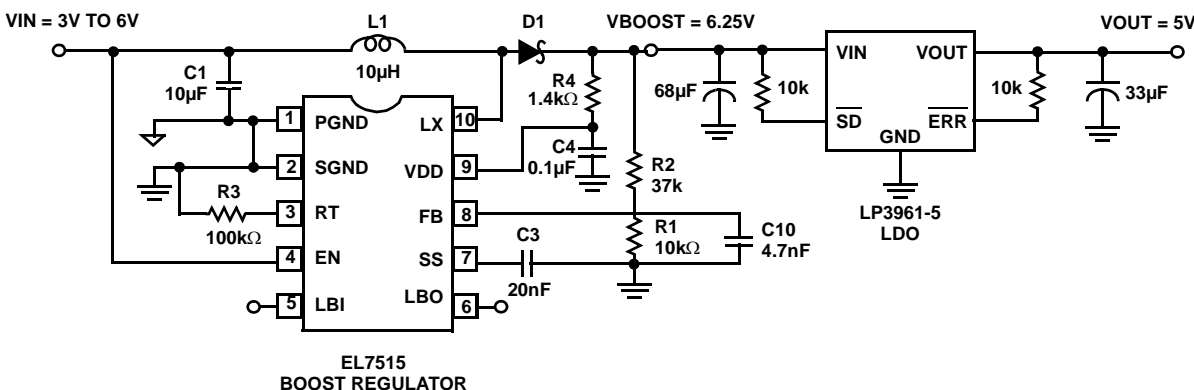 VIN = 3V TO 6V
L1
10µH
D1
VBOOST = 6.25V
VOUT = 5V
C1
10µF
R4
1.4kΩ
68µF
10k
VIN
VOUT
SD
ERR
GND
10k
33µF
1
PGND
LX
10
2
SGND
VDD
9
C4
0.1µF
R2
37k
LP3961-5
LDO
R3
100kΩ
3
RT
FB
8
R1
10kΩ
C10
4.7nF
4
EN
SS
7
C3
20nF
5
LBI
LBO
6
EL7515
BOOST REGULATOR